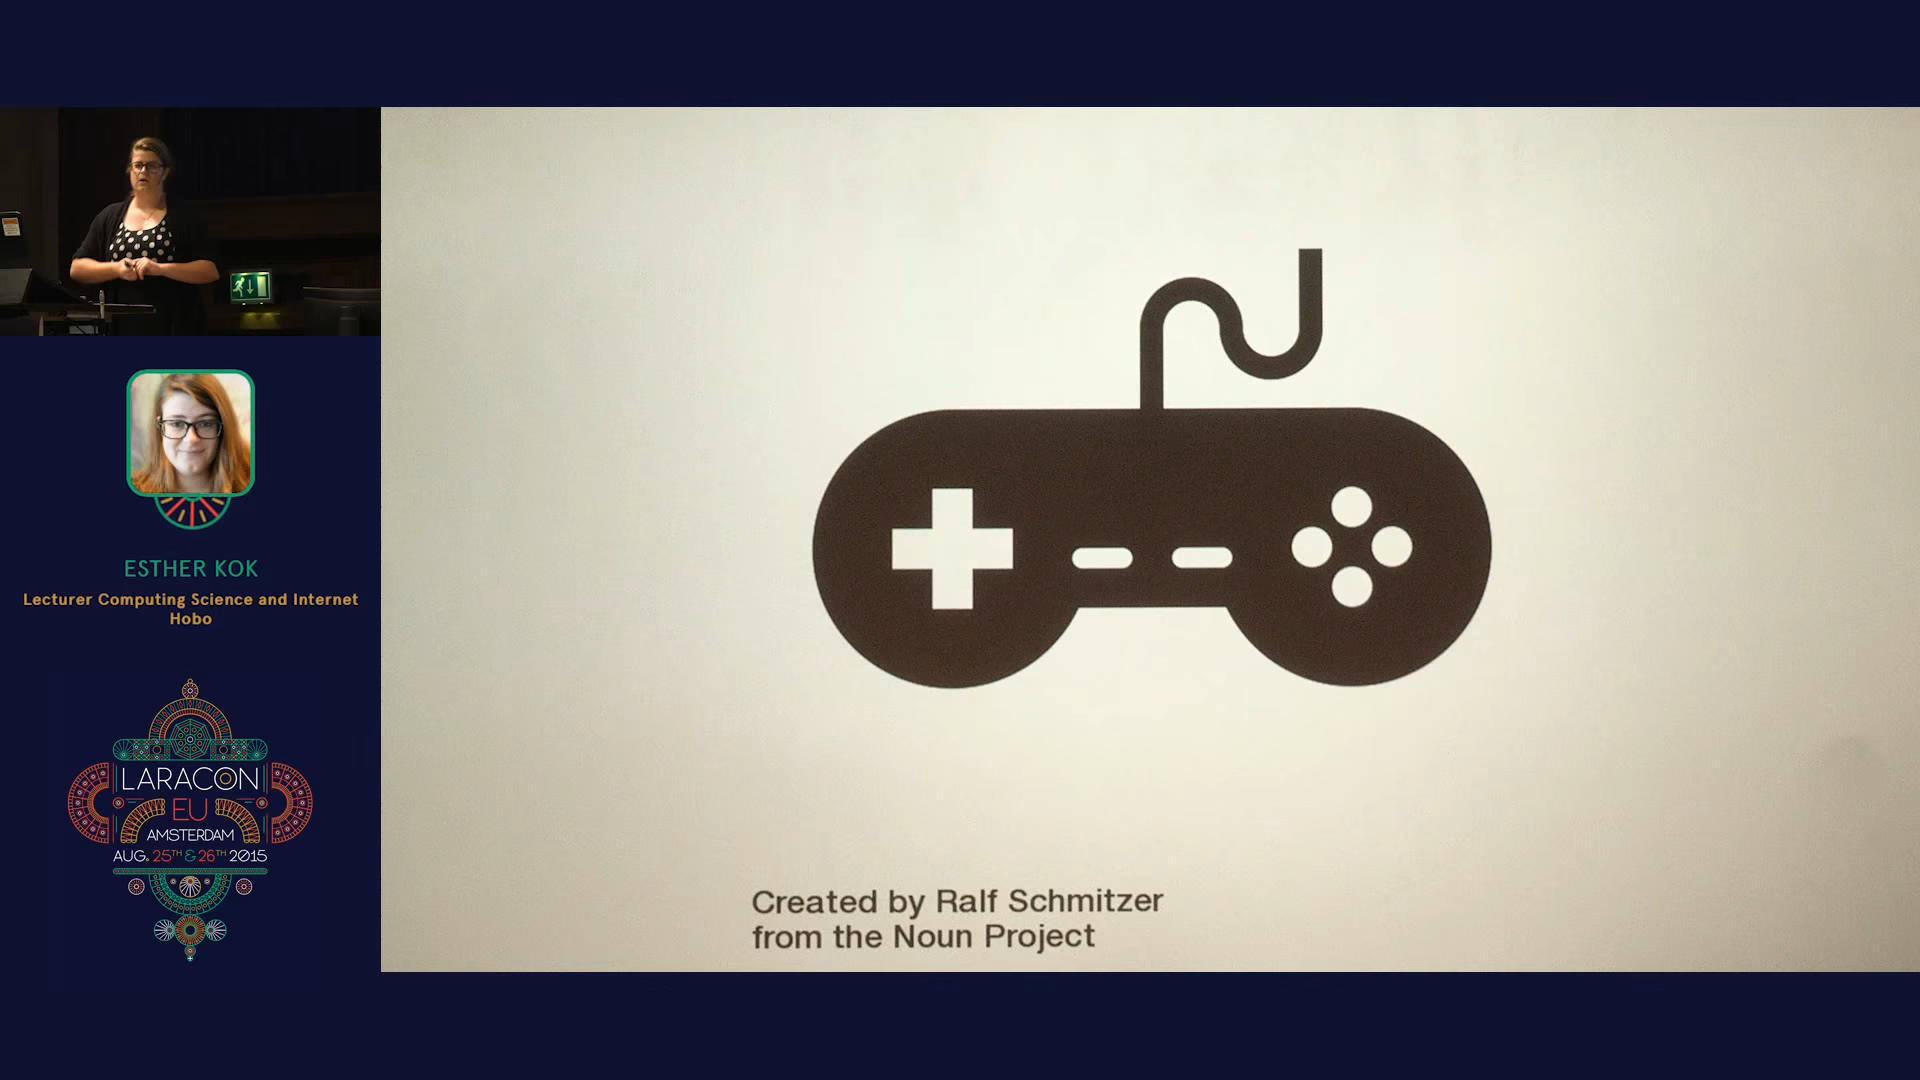 ESTHER KOK
Lecturer Computing Science and Internet
Hobo
LARACON
EU
AMSTERDAM
AUG. 25TH & 26TH 2015
Created by Ralf Schmitzer
from the Noun Project